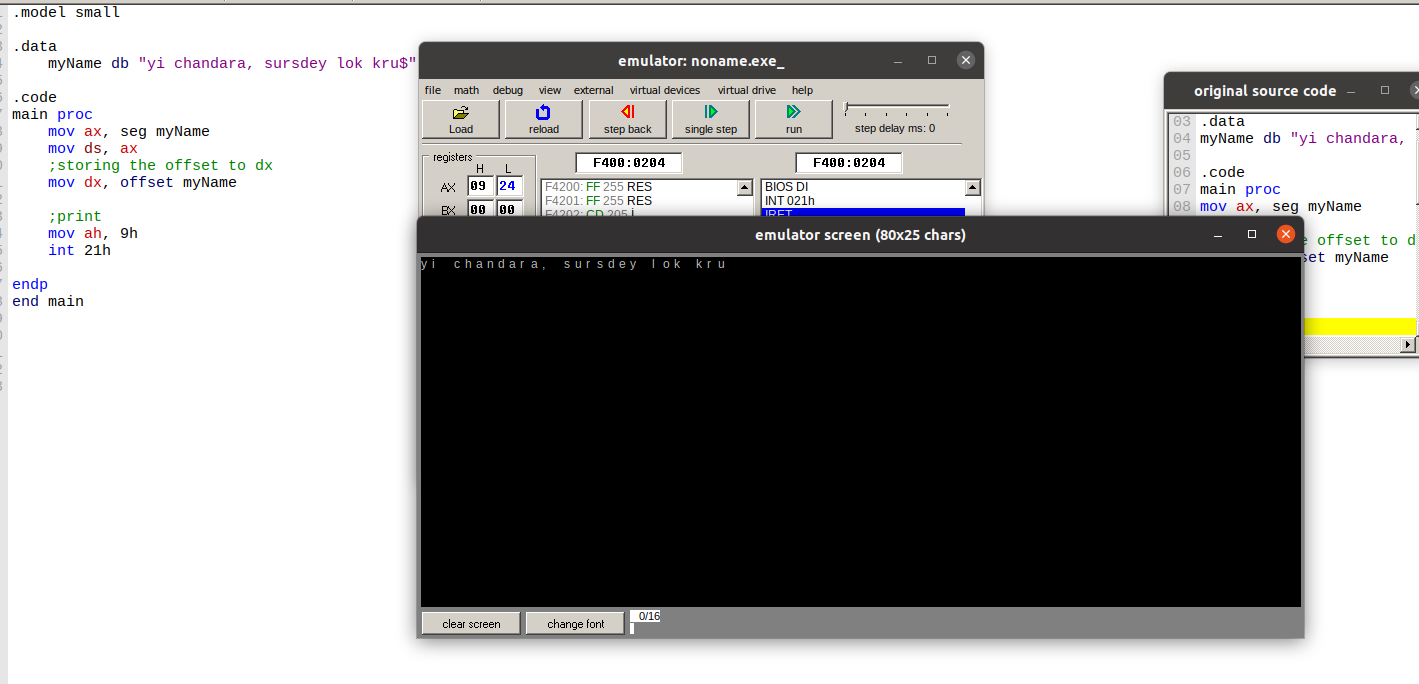 .model small
.data
myName db "yi chandara, sursdey lok kru$"
.code
main proc
mov ax, seg myName
mov ds, ax
;storing the offset to dx
mov dx, offset myName
;print
mov ah, 9h
int 21h
endp
end main
emulator: noname.exe_
file math debug view external virtual devices virtual drive help
Load reload step back single step run step delay ms: 0
registers
H L
F400:0204 F400:0204
AX 09 24
BX 00 00
F4200: FF 255 RES
F4201: FF 255 RES
F4202: CD 205
BIOS DI
INT 021h
IRET
original source code
03 .data
04 myName db "yi chandara,
05
06 .code
07 main proc
08 mov ax, seg myName
offset to d
set myName
emulator screen (80x25 chars)
yi chandara, sursdey lok kru
clear screen change font 0/16